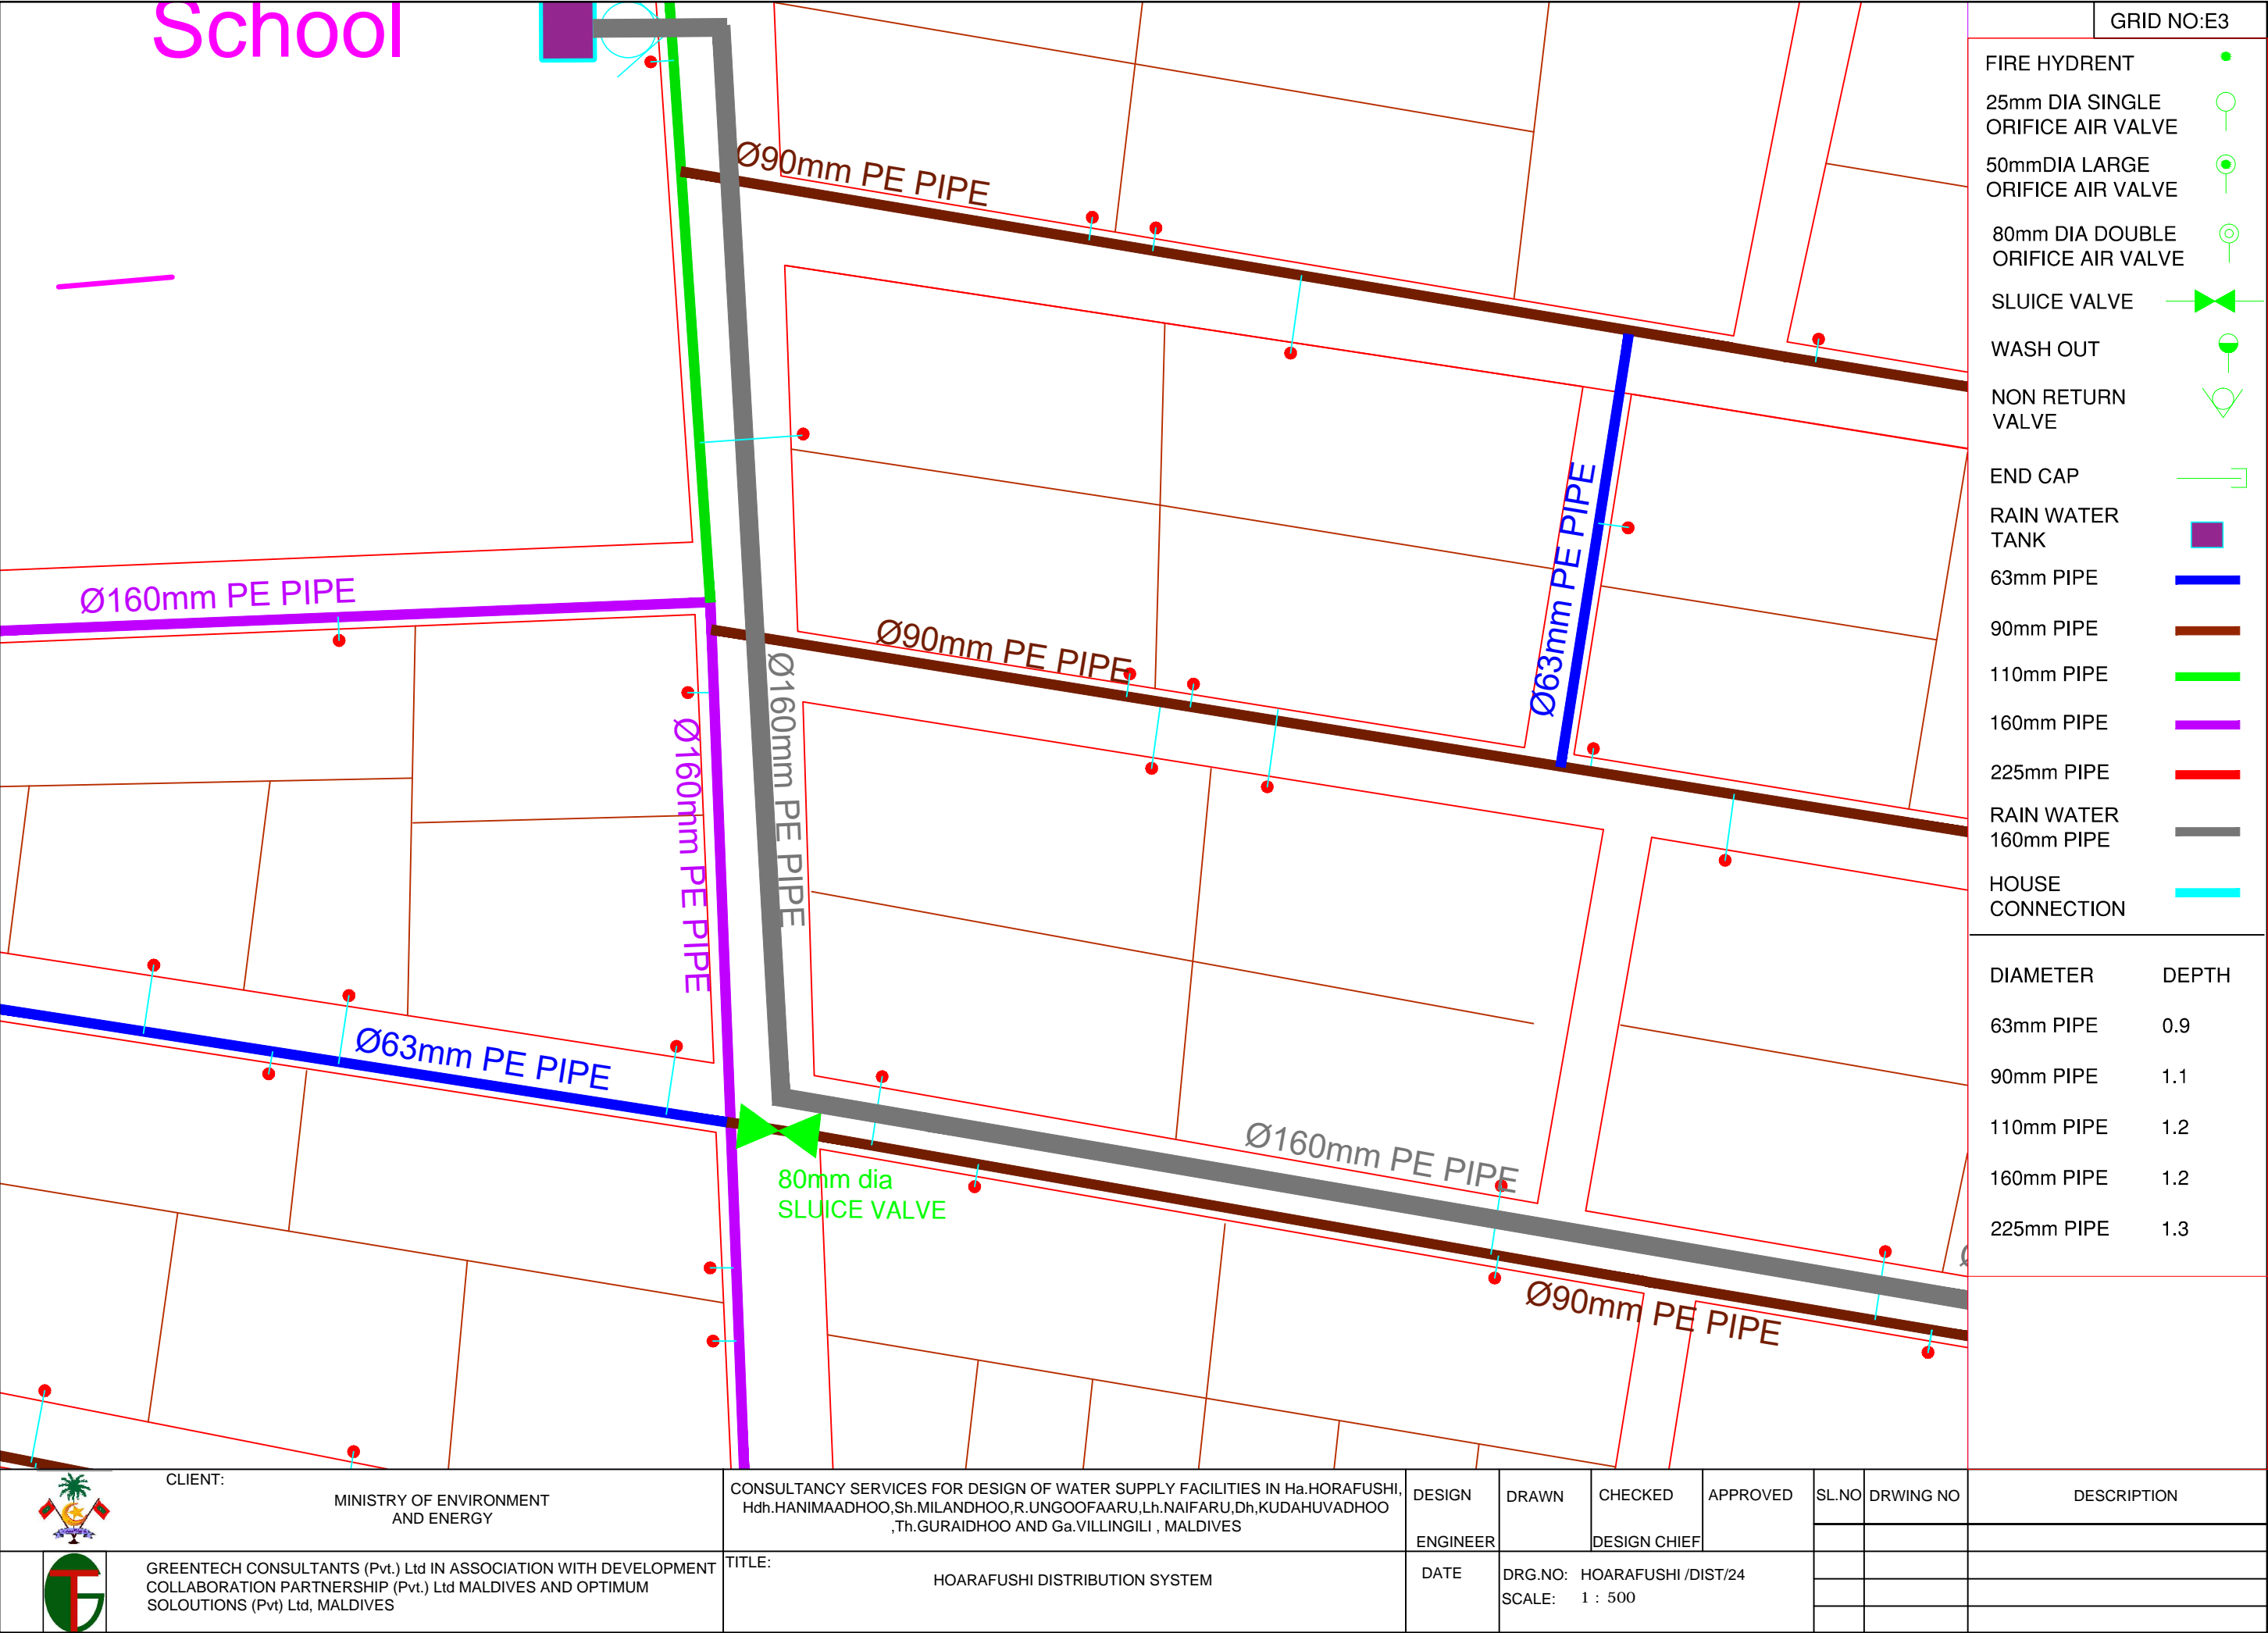 School
GRID NO:E3
FIRE HYDRENT
25mm DIA SINGLE
ORIFICE AIR VALVE
50mmDIA LARGE
ORIFICE AIR VALVE
80mm DIA DOUBLE
ORIFICE AIR VALVE
SLUICE VALVE
WASH OUT
NON RETURN
VALVE
END CAP
RAIN WATER
TANK
63mm PIPE
90mm PIPE
110mm PIPE
160mm PIPE
225mm PIPE
RAIN WATER
160mm PIPE
HOUSE
CONNECTION
DIAMETER DEPTH
63mm PIPE 0.9
90mm PIPE 1.1
110mm PIPE 1.2
160mm PIPE 1.2
225mm PIPE 1.3
Ø90mm PE PIPE
Ø63mm PE PIPE
Ø160mm PE PIPE
Ø90mm PE PIPE
Ø160mm PE PIPE
Ø160mm PE PIPE
Ø63mm PE PIPE
Ø160mm PE PIPE
80mm dia
SLUICE VALVE
Ø90mm PE PIPE
Ø
CLIENT:
MINISTRY OF ENVIRONMENT
AND ENERGY
GREENTECH CONSULTANTS (Pvt.) Ltd IN ASSOCIATION WITH DEVELOPMENT
COLLABORATION PARTNERSHIP (Pvt.) Ltd MALDIVES AND OPTIMUM
SOLOUTIONS (Pvt) Ltd, MALDIVES
CONSULTANCY SERVICES FOR DESIGN OF WATER SUPPLY FACILITIES IN Ha.HORAFUSHI,
Hdh.HANIMAADHOO,Sh.MILANDHOO,R.UNGOOFAARU,Lh.NAIFARU,Dh,KUDAHUVADHOO
,Th.GURAIDHOO AND Ga.VILLINGILI , MALDIVES
TITLE:
HOARAFUSHI DISTRIBUTION SYSTEM
DESIGN
ENGINEER
DRAWN
CHECKED
DESIGN CHIEF
APPROVED
DATE
DRG.NO: HOARAFUSHI /DIST/24
SCALE: 1 : 500
SL.NO DRWING NO DESCRIPTION